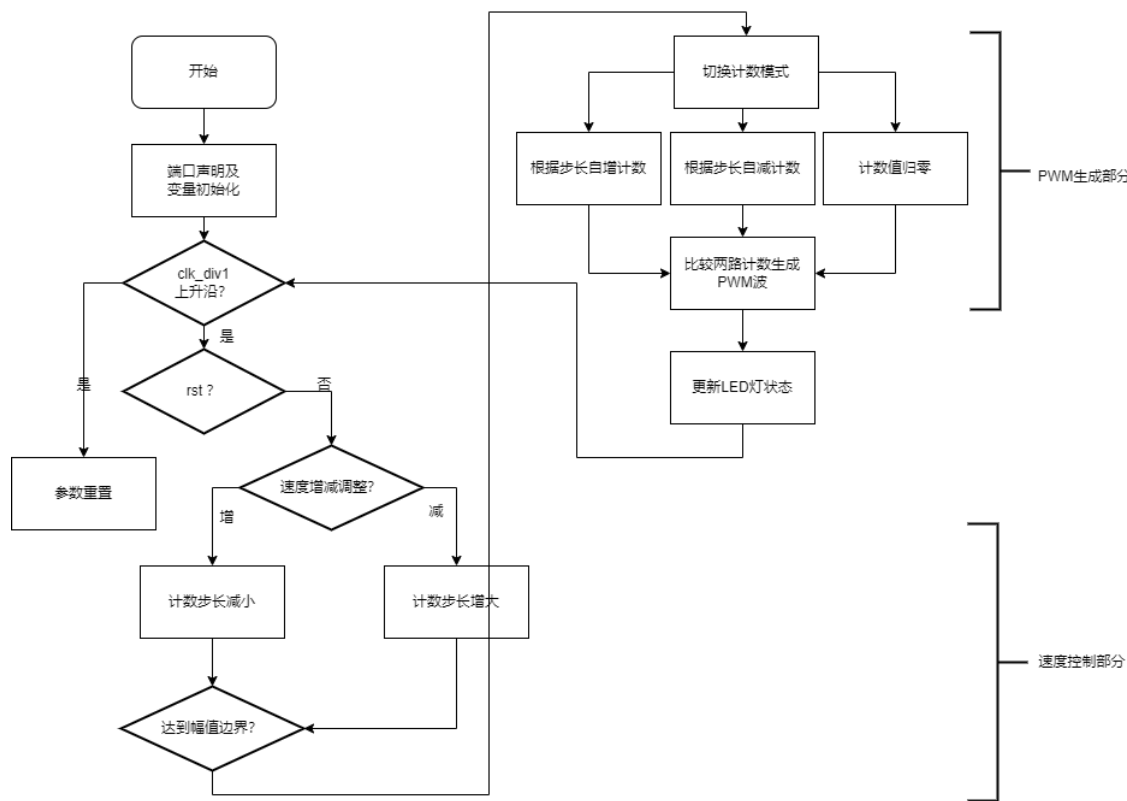 开始
端口声明及
变量初始化
clk_div1
上升沿?
是
是
rst ?
否
参数重置
速度增减调整?
增
减
计数步长减小
计数步长增大
达到幅值边界?
切换计数模式
根据步长自增计数
根据步长自减计数
计数值归零
比较两路计数生成
PWM波
更新LED灯状态
PWM生成部分
速度控制部分